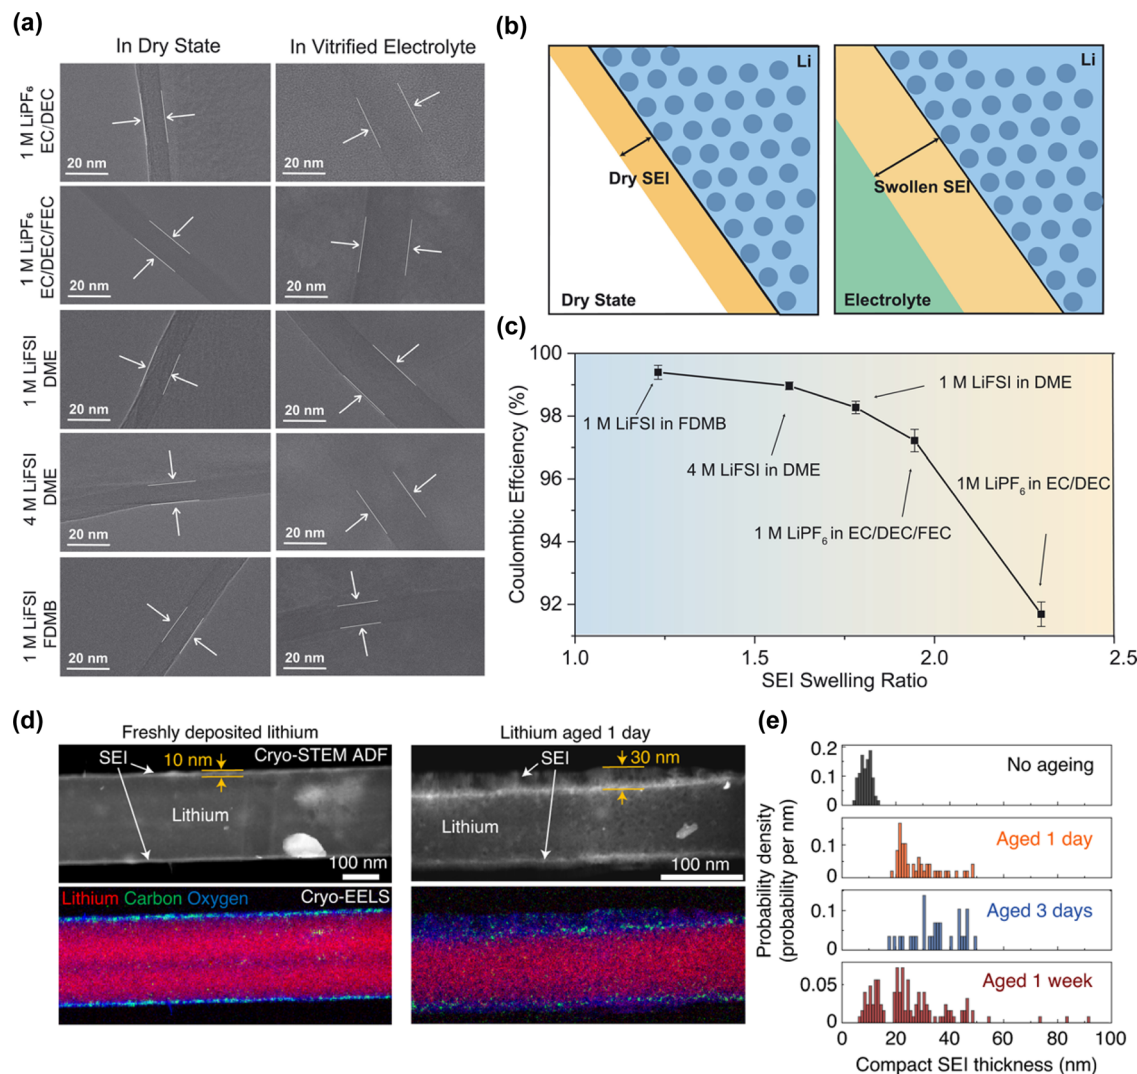 (a)
In Dry State
In Vitrified Electrolyte
1 M LiPF₆
EC/DEC
20 nm
20 nm
1 M LiPF₆
EC/DEC/FEC
20 nm
20 nm
1 M LiFSI
DME
20 nm
20 nm
4 M LiFSI
DME
20 nm
20 nm
1 M LiFSI
FDMB
20 nm
20 nm
(b)
Li
Dry SEI
Dry State
Li
Swollen SEI
Electrolyte
(c)
Coulombic Effciency (%)
100
98
96
94
92
1 M LiFSI in FDMB
4 M LiFSI in DME
1 M LiFSI in DME
1 M LiPF₆ in EC/DEC/FEC
1M LiPF₆ in EC/DEC
1.0
1.5
2.0
2.5
SEI Swelling Ratio
(d)
Freshly deposited lithium
SEI
10 nm
Cryo-STEM ADF
Lithium
100 nm
Lithium Carbon Oxygen
Cryo-EELS
Lithium aged 1 day
SEI
30 nm
Lithium
100 nm
(e)
Probability density
(probability per nm)
0.2
0.1
0
No ageing
0.1
0
Aged 1 day
0.1
0
Aged 3 days
0.05
0
Aged 1 week
0
20
40
60
80
100
Compact SEI thickness (nm)